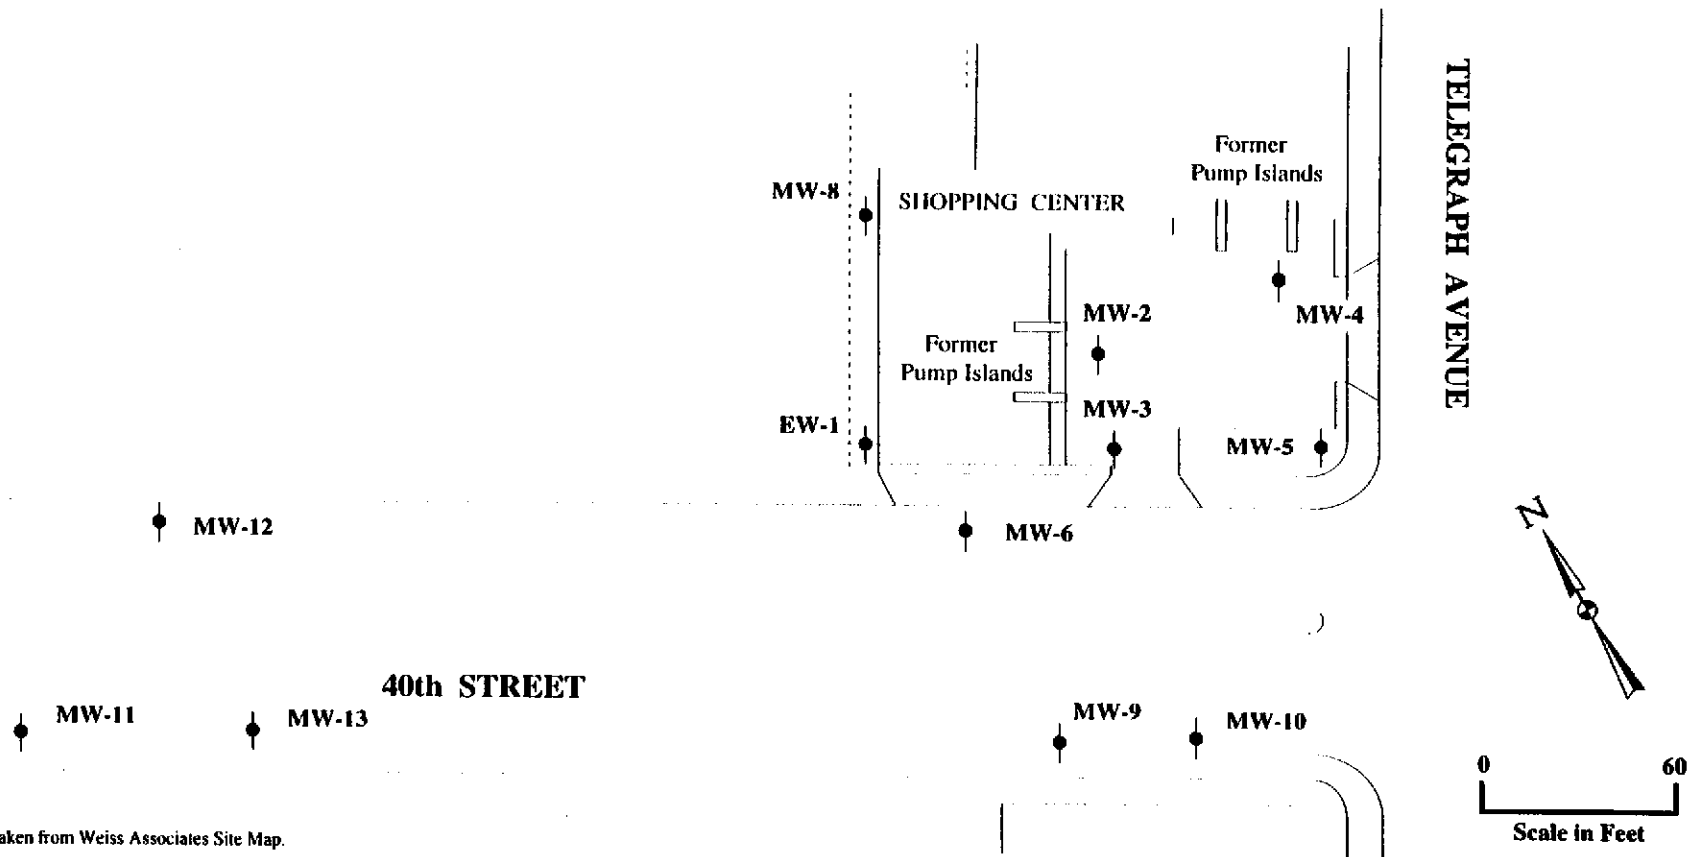 TELEGRAPH AVENUE
Former
Pump Islands
MW-8
SHOPPING CENTER
MW-2
MW-4
Former
Pump Islands
MW-3
EW-1
MW-5
MW-12
MW-6
N
40th STREET
MW-11
MW-13
MW-9
MW-10
0 60
Scale in Feet
aken from Weiss Associates Site Map.